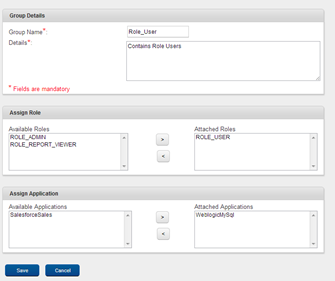 Group Details
Group Name*: Role_User
Details*: Contains Role Users
* Fields are mandatory
Assign Role
Available Roles Attached Roles
ROLE_ADMIN ROLE_USER
ROLE_REPORT_VIEWER
>
<
Assign Application
Available Applications Attached Applications
SalesforceSales WeblogicMySql
>
<
Save Cancel